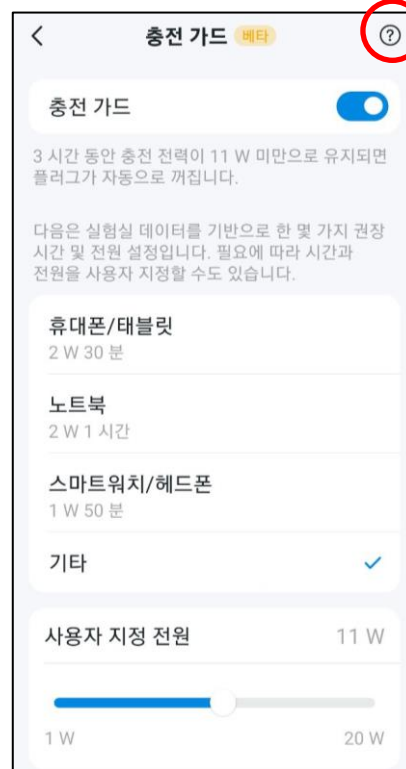 충전 가드 베타
충전 가드
3 시간 동안 충전 전력이 11 W 미만으로 유지되면
플러그가 자동으로 꺼집니다.
다음은 실험실 데이터를 기반으로 한 몇 가지 권장
시간 및 전원 설정입니다. 필요에 따라 시간과
전원을 사용자 지정할 수도 있습니다.
휴대폰/태블릿
2 W 30 분
노트북
2 W 1 시간
스마트워치/헤드폰
1 W 50 분
기타
사용자 지정 전원 11 W
1 W 20 W